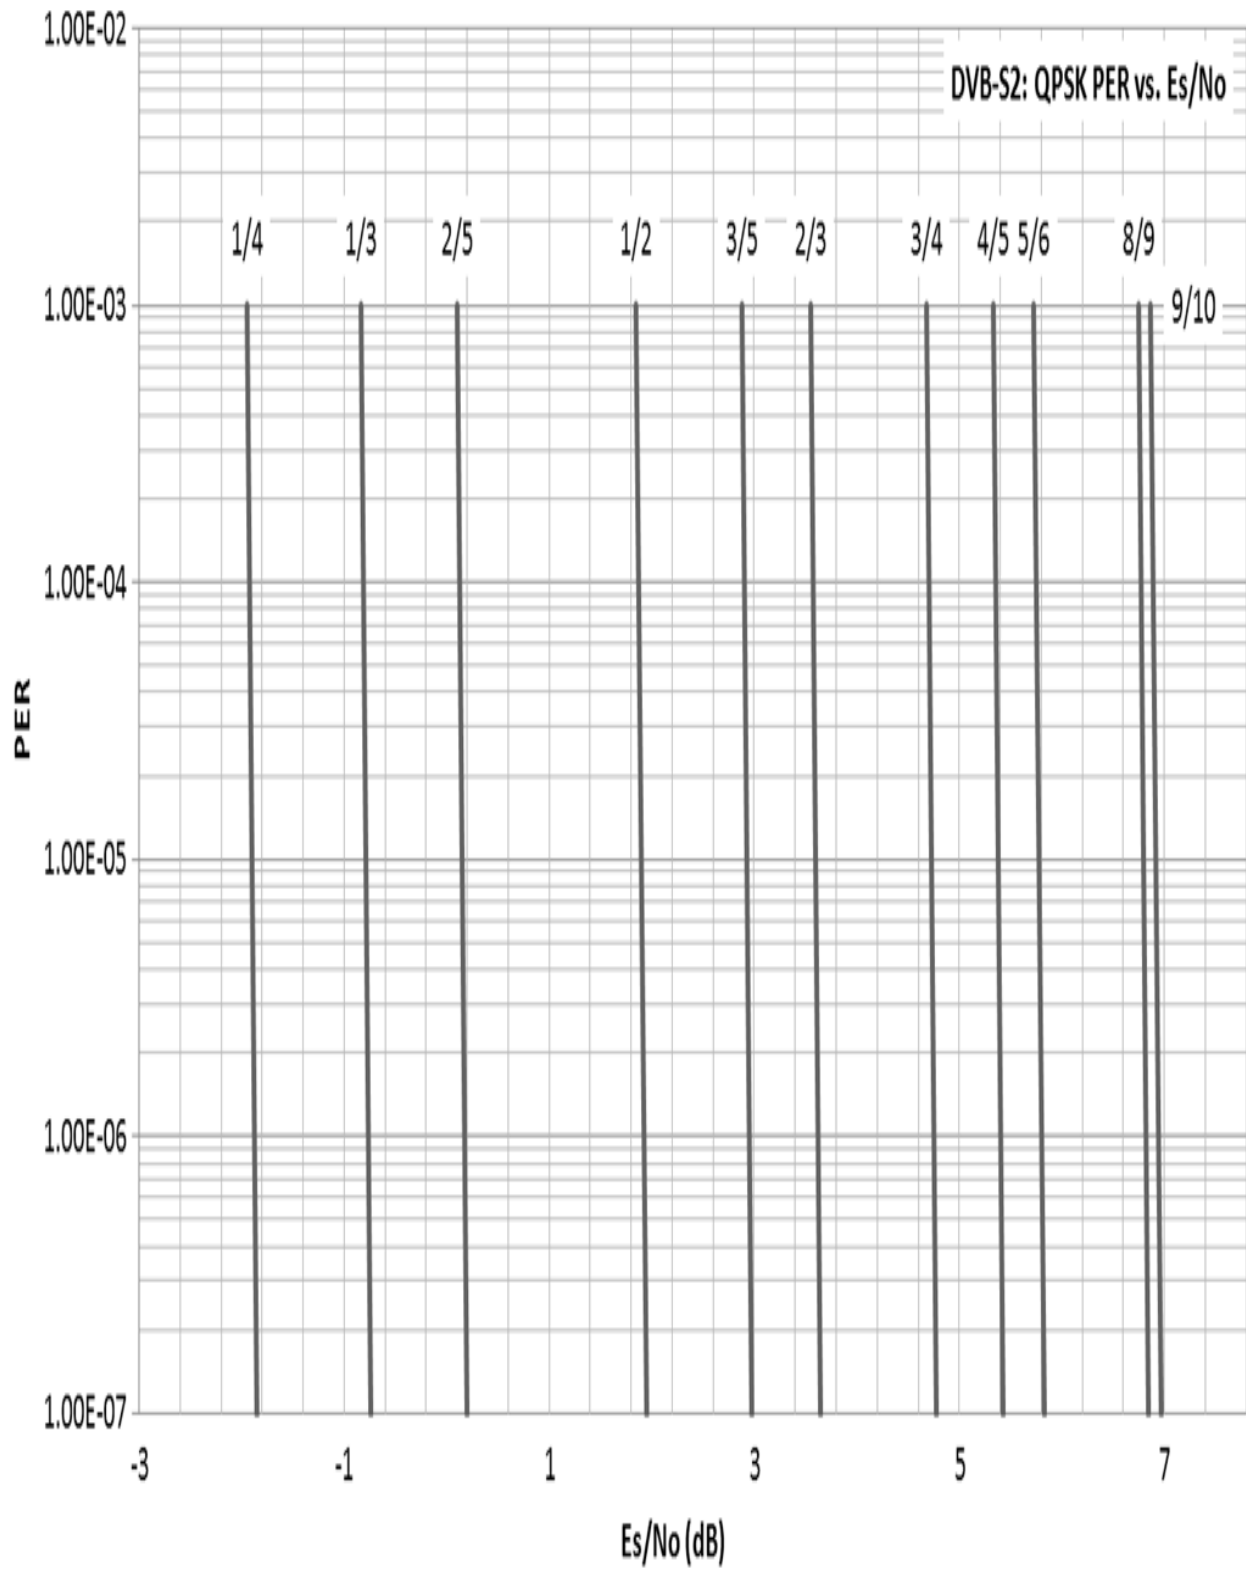 1.00E-02
DVB-S2: QPSK PER vs. Es/No
1/4 1/3 2/5 1/2 3/5 2/3 3/4 4/5 5/6 8/9
1.00E-03
9/10
1.00E-04
PER
1.00E-05
1.00E-06
1.00E-07
-3 -1 1 3 5 7
Es/No (dB)